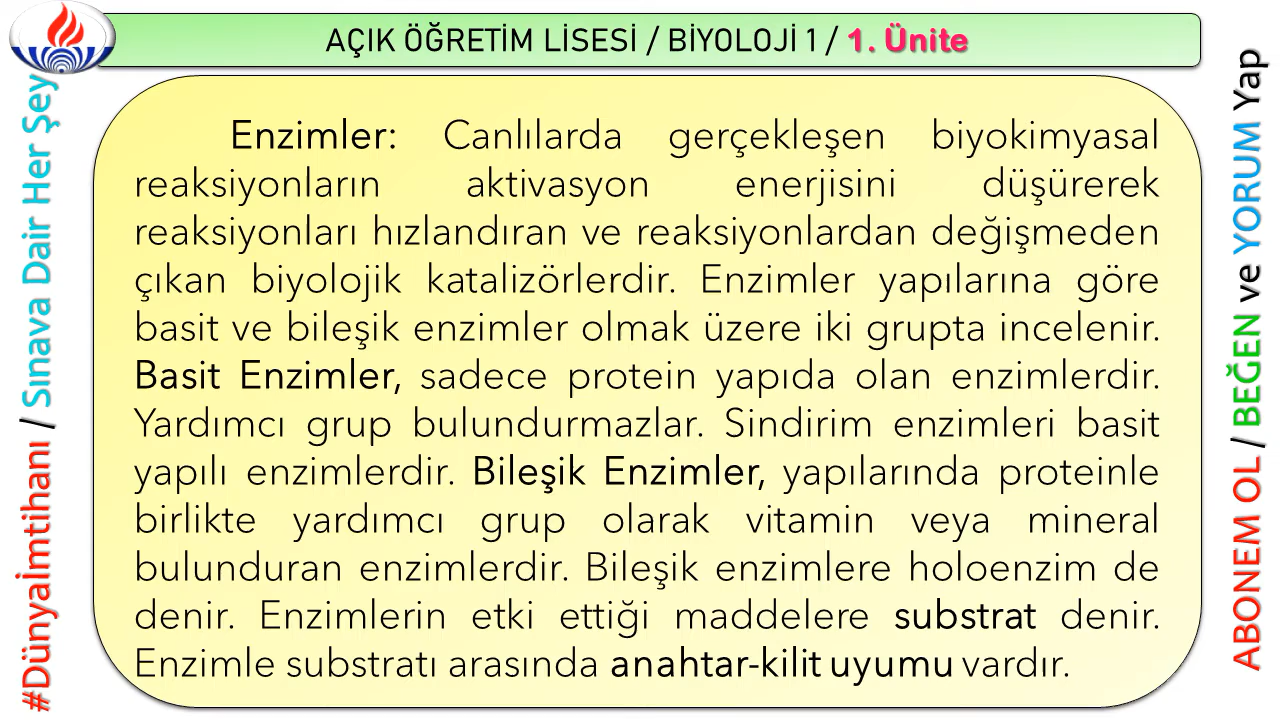 AÇIK ÖĞRETİM LİSESİ / BİYOLOJİ 1 / 1. Ünite
#Dünyaİmtihanı / Sınava Dair Her Şey
Enzimler: Canlılarda gerçekleşen biyokimyasal
reaksiyonların aktivasyon enerjisini düşürerek
reaksiyonları hızlandıran ve reaksiyonlardan değişmeden
çıkan biyolojik katalizörlerdir. Enzimler yapılarına göre
basit ve bileşik enzimler olmak üzere iki grupta incelenir.
Basit Enzimler, sadece protein yapıda olan enzimlerdir.
Yardımcı grup bulundurmazlar. Sindirim enzimleri basit
yapılı enzimlerdir. Bileşik Enzimler, yapılarında proteinle
birlikte yardımcı grup olarak vitamin veya mineral
bulunduran enzimlerdir. Bileşik enzimlere holoenzim de
denir. Enzimlerin etki ettiği maddelere substrat denir.
Enzimle substratı arasında anahtar-kilit uyumu vardır.
ABONEM OL / BEĞEN ve YORUM Yap